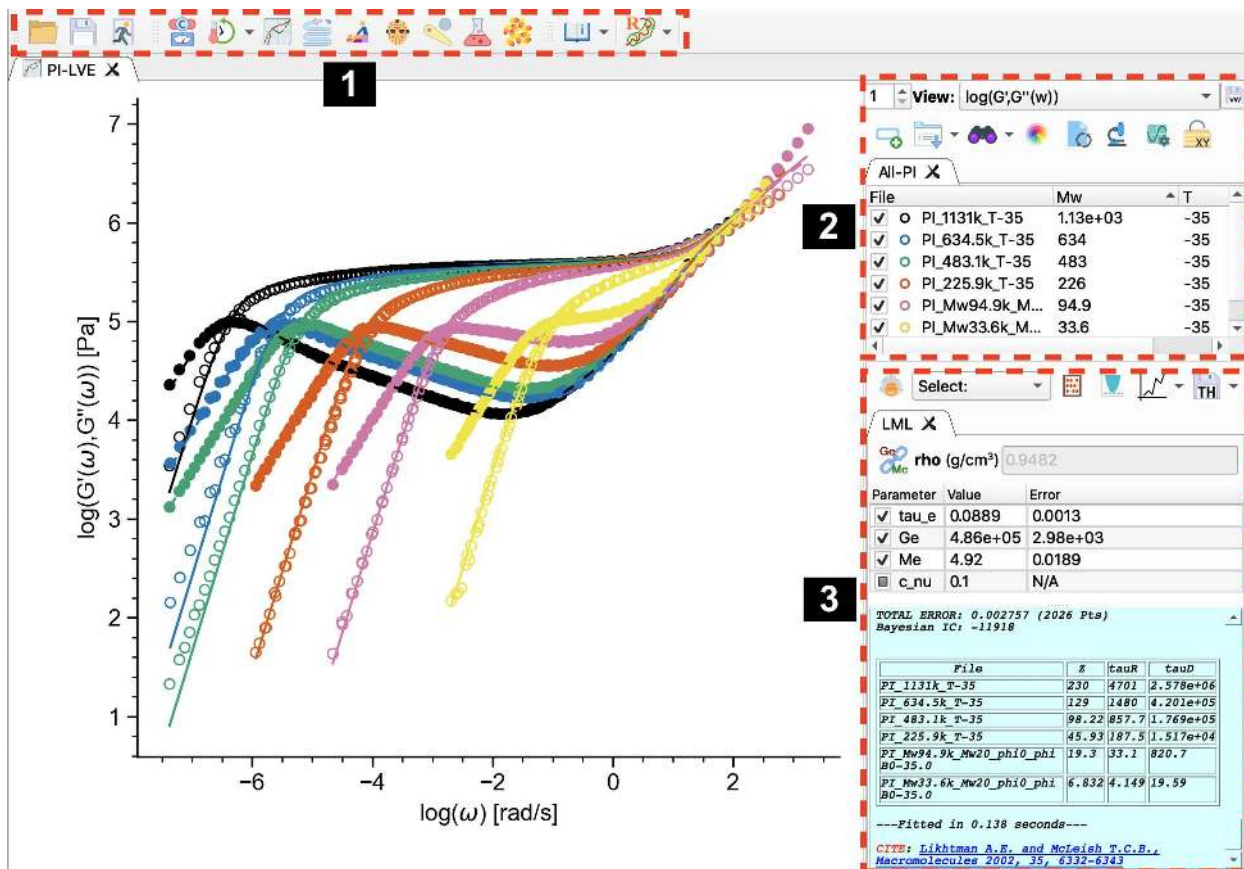 R
PI-LVE X
1
7
6
5
4
3
2
1
−6 −4 −2 0 2
log(ω) [rad/s]
log(G'(ω),G''(ω)) [Pa]
1 View: log(G',G''(w))
XY
All-PI X
File Mw T
PI_1131k_T-35 1.13e+03 -35
PI_634.5k_T-35 634 -35
PI_483.1k_T-35 483 -35
PI_225.9k_T-35 226 -35
PI_Mw94.9k_M... 94.9 -35
PI_Mw33.6k_M... 33.6 -35
2
Select: TH
LML X
Ge Mc rho (g/cm³) 0.9482
Parameter Value Error
tau_e 0.0889 0.0013
Ge 4.86e+05 2.98e+03
Me 4.92 0.0189
c_nu 0.1 N/A
3
TOTAL ERROR: 0.002757 (2026 Pts)
Bayesian IC: -11918
File Z tauR tauD
PI_1131k_T-35 230 4701 2.578e+06
PI_634.5k_T-35 129 1480 4.201e+05
PI_483.1k_T-35 98.22 857.7 1.769e+05
PI_225.9k_T-35 45.93 187.5 1.517e+04
PI_Mw94.9k_Mw20_phi0_phi 19.3 33.1 820.7
B0-35.0
PI_Mw33.6k_Mw20_phi0_phi 6.832 4.149 19.59
B0-35.0
---Fitted in 0.138 seconds---
CITE: Likhtman A.E. and McLeish T.C.B.,
Macromolecules 2002, 35, 6332-6343